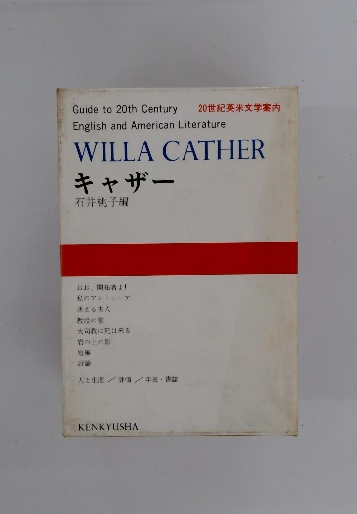 Guide to 20th Century 20世紀英米文学案内
English and American Literature
WILLA CATHER
キャザー
石井桃子編
おお、開拓者よ!
私のアントニーア
迷える夫人
教授の家
大司教に死は来る
岩の上の影
短編
評論
人と生涯／評価／年表・書誌
KENKYUSHA